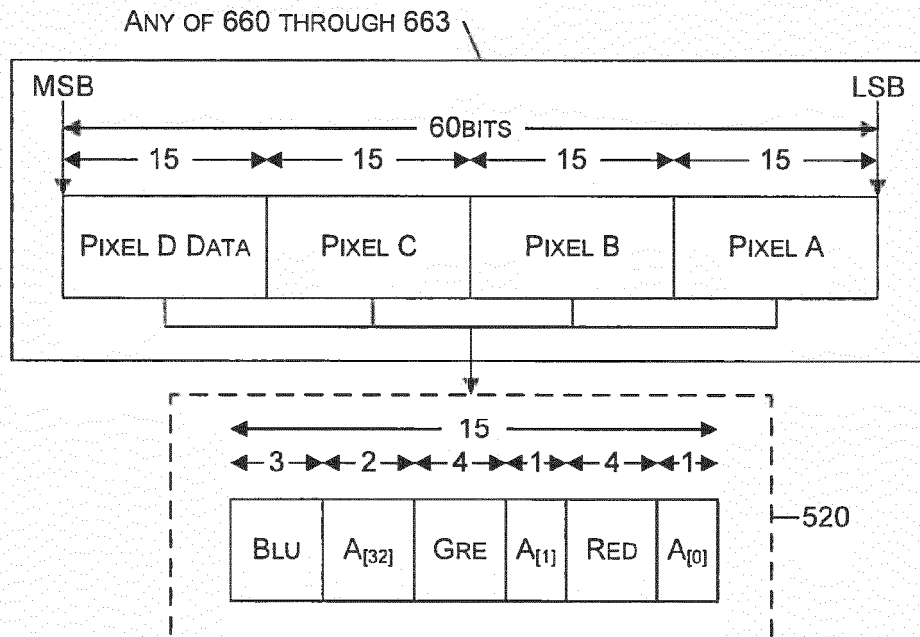 ANY OF 660 THROUGH 663
MSB LSB
60BITS
15 15 15 15
PIXEL D DATA PIXEL C PIXEL B PIXEL A
15
3 2 4 1 4 1
BLU A[32] GRE A[1] RED A[0]
520